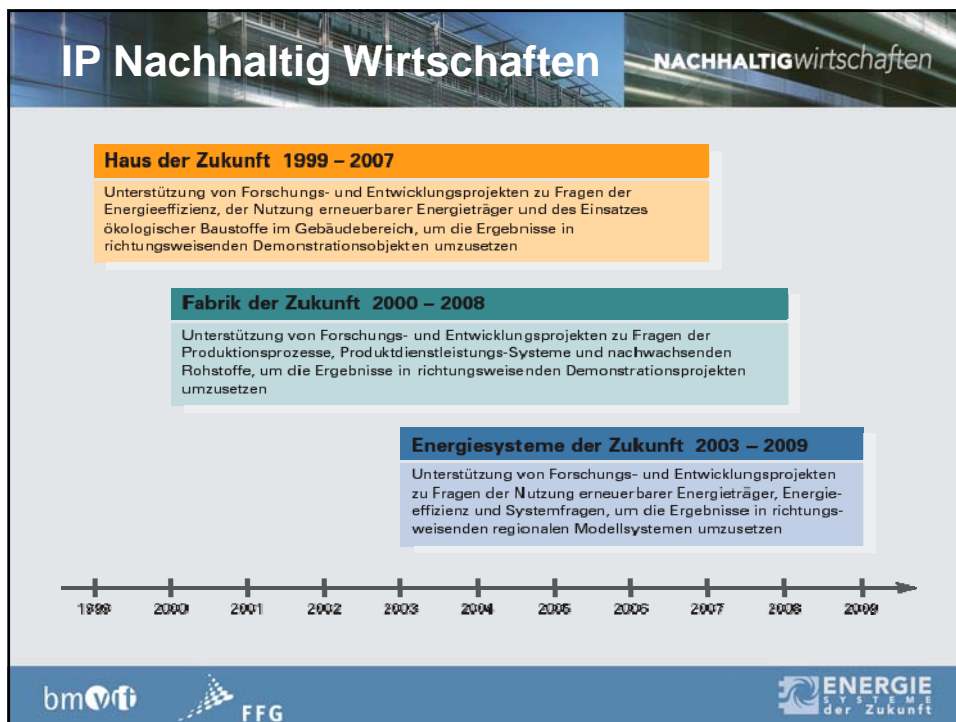 IP Nachhaltig Wirtschaften
NACHHALTIGwirtschaften
Haus der Zukunft 1999 – 2007
Unterstützung von Forschungs- und Entwicklungsprojekten zu Fragen der
Energieeffizienz, der Nutzung erneuerbarer Energieträger und des Einsatzes
ökologischer Baustoffe im Gebäudebereich, um die Ergebnisse in
richtungsweisenden Demonstrationsobjekten umzusetzen
Fabrik der Zukunft 2000 – 2008
Unterstützung von Forschungs- und Entwicklungsprojekten zu Fragen der
Produktionsprozesse, Produktdienstleistungs-Systeme und nachwachsenden
Rohstoffe, um die Ergebnisse in richtungsweisenden Demonstrationsprojekten
umzusetzen
Energiesysteme der Zukunft 2003 – 2009
Unterstützung von Forschungs- und Entwicklungsprojekten
zu Fragen der Nutzung erneuerbarer Energieträger, Energie-
effizienz und Systemfragen, um die Ergebnisse in richtungs-
weisenden regionalen Modellsystemen umzusetzen
1999 2000 2001 2002 2003 2004 2005 2006 2007 2008 2009
bmvit
FFG
ENERGIE
SYSTEME
der Zukunft